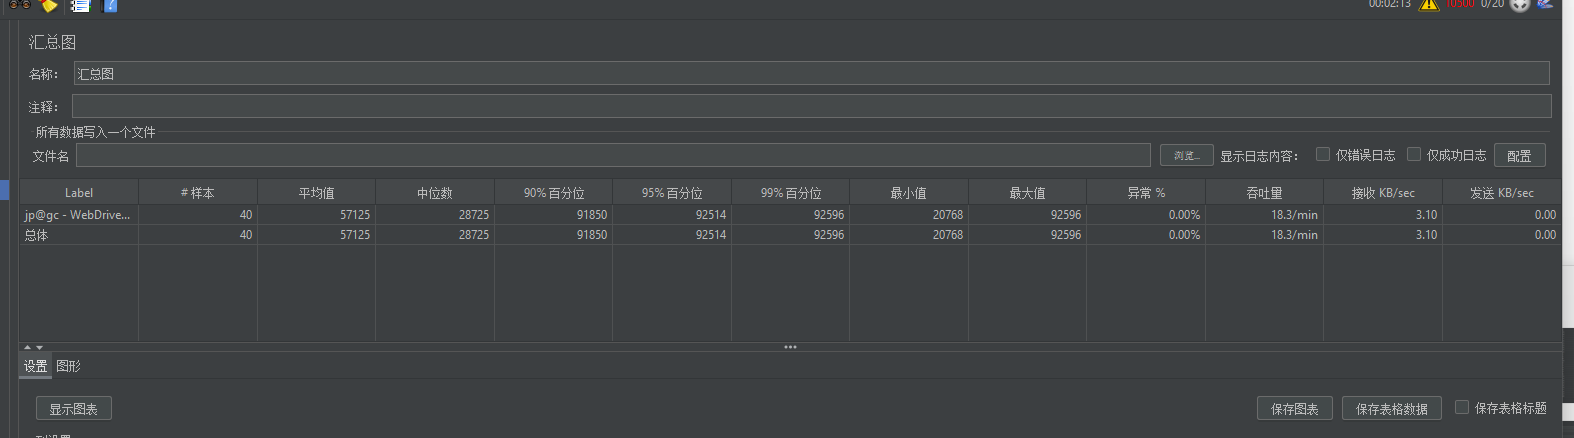 00:02:13 10500 0/20
汇总图
名称： 汇总图
注释：
所有数据写入一个文件
文件名 浏览... 显示日志内容： 仅错误日志 仅成功日志 配置
Label # 样本 平均值 中位数 90% 百分位 95% 百分位 99% 百分位 最小值 最大值 异常 % 吞吐量 接收 KB/sec 发送 KB/sec
jp@gc - WebDrive... 40 57125 28725 91850 92514 92596 20768 92596 0.00% 18.3/min 3.10 0.00
总体 40 57125 28725 91850 92514 92596 20768 92596 0.00% 18.3/min 3.10 0.00
设置 图形
显示图表 保存图表 保存表格数据 保存表格标题